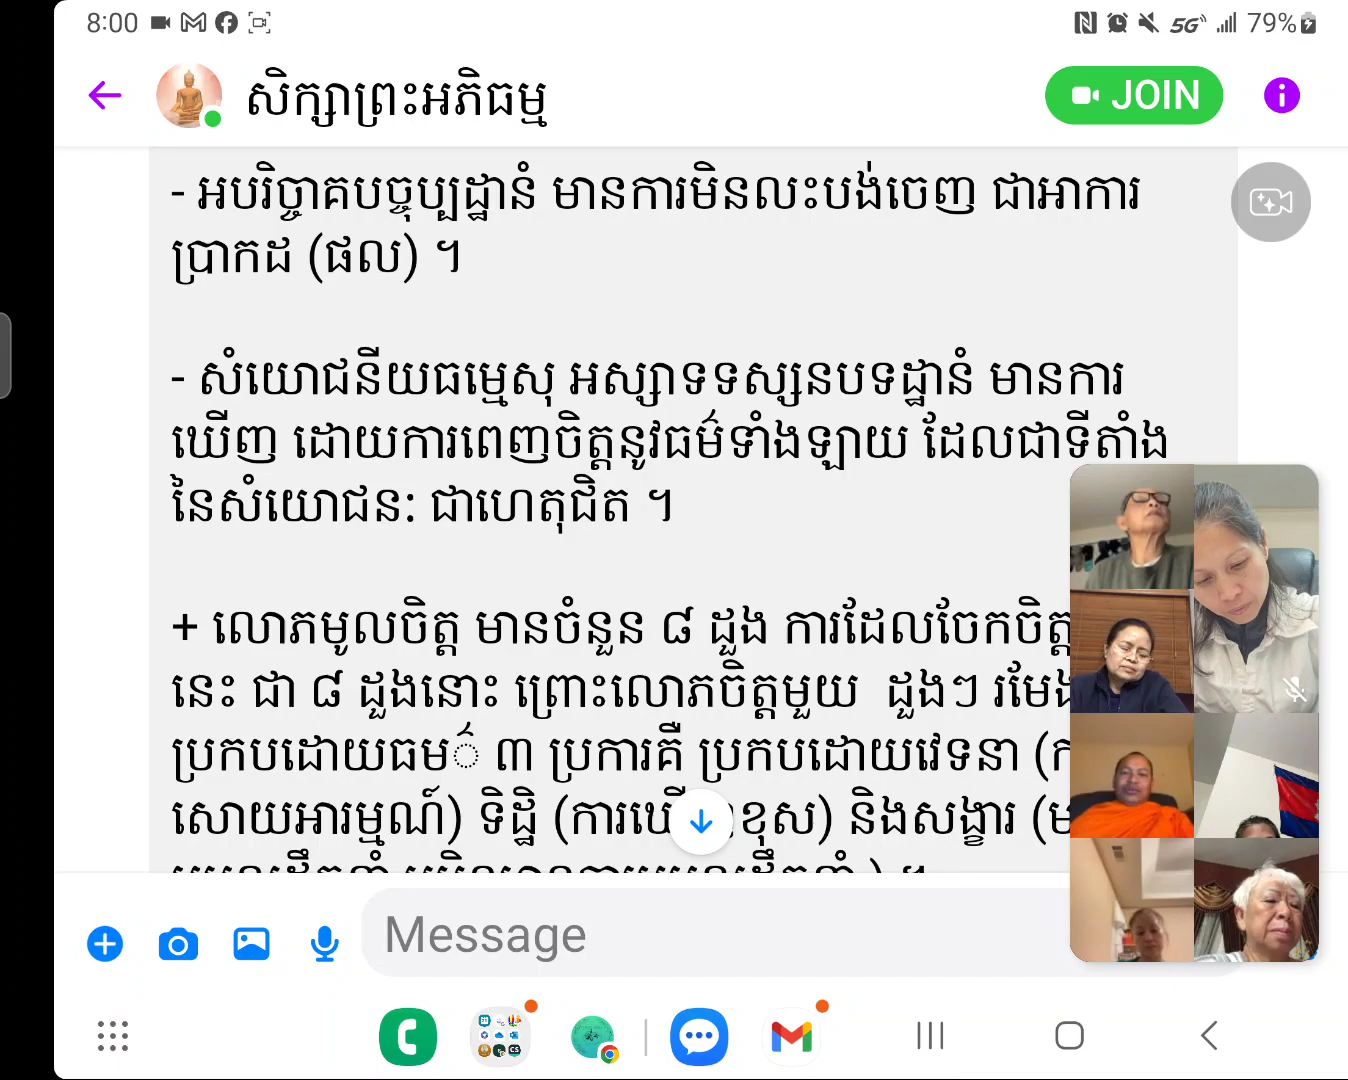 8:00
5G 79%
សិក្សាព្រះអភិធម្ម
JOIN
- អបរិច្ចាគបច្ចុប្បដ្ឋានំ មានការមិនលះបង់ចេញ ជាអាការ
ប្រាកដ (ផល) ។
- សំយោជនីយធម្មេសុ អស្សាទទស្សនបទដ្ឋានំ មានការ
ឃើញ ដោយការពេញចិត្តនូវធម៌ទាំងឡាយ ដែលជាទីតាំង
នៃសំយោជនៈ ជាហេតុជិត ។
+ លោភមូលចិត្ត មានចំនួន ៨ ដួង ការដែលចែកចិត្ត
នេះ ជា ៨ ដួងនោះ ព្រោះលោភចិត្តមួយ ដួងៗ រមែង
ប្រកបដោយធម៌ ៣ ប្រការគឺ ប្រកបដោយវេទនា (ក
សោយអារម្មណ៍) ទិដ្ឋិ (ការឃើ ខុស) និងសង្ខារ (ម
Message